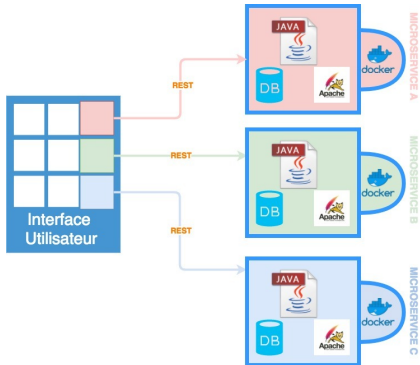 JAVA
DB
Apache
docker
MICROSERVICE A
REST
REST
JAVA
DB
Apache
docker
MICROSERVICE B
Interface
Utilisateur
REST
JAVA
DB
Apache
docker
MICROSERVICE C